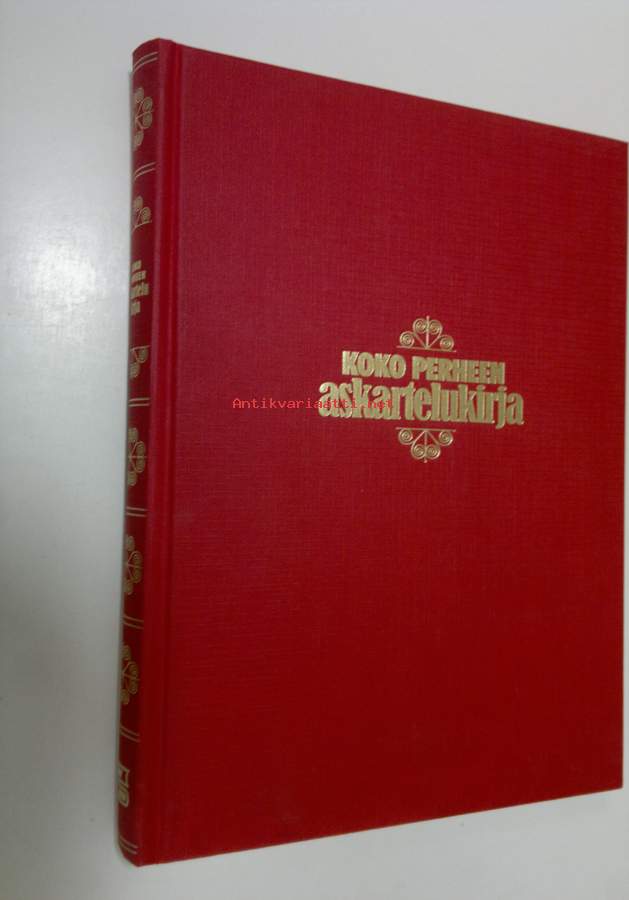 KOKO PERHEEN
askartelukirja
Antikvariaatti.net